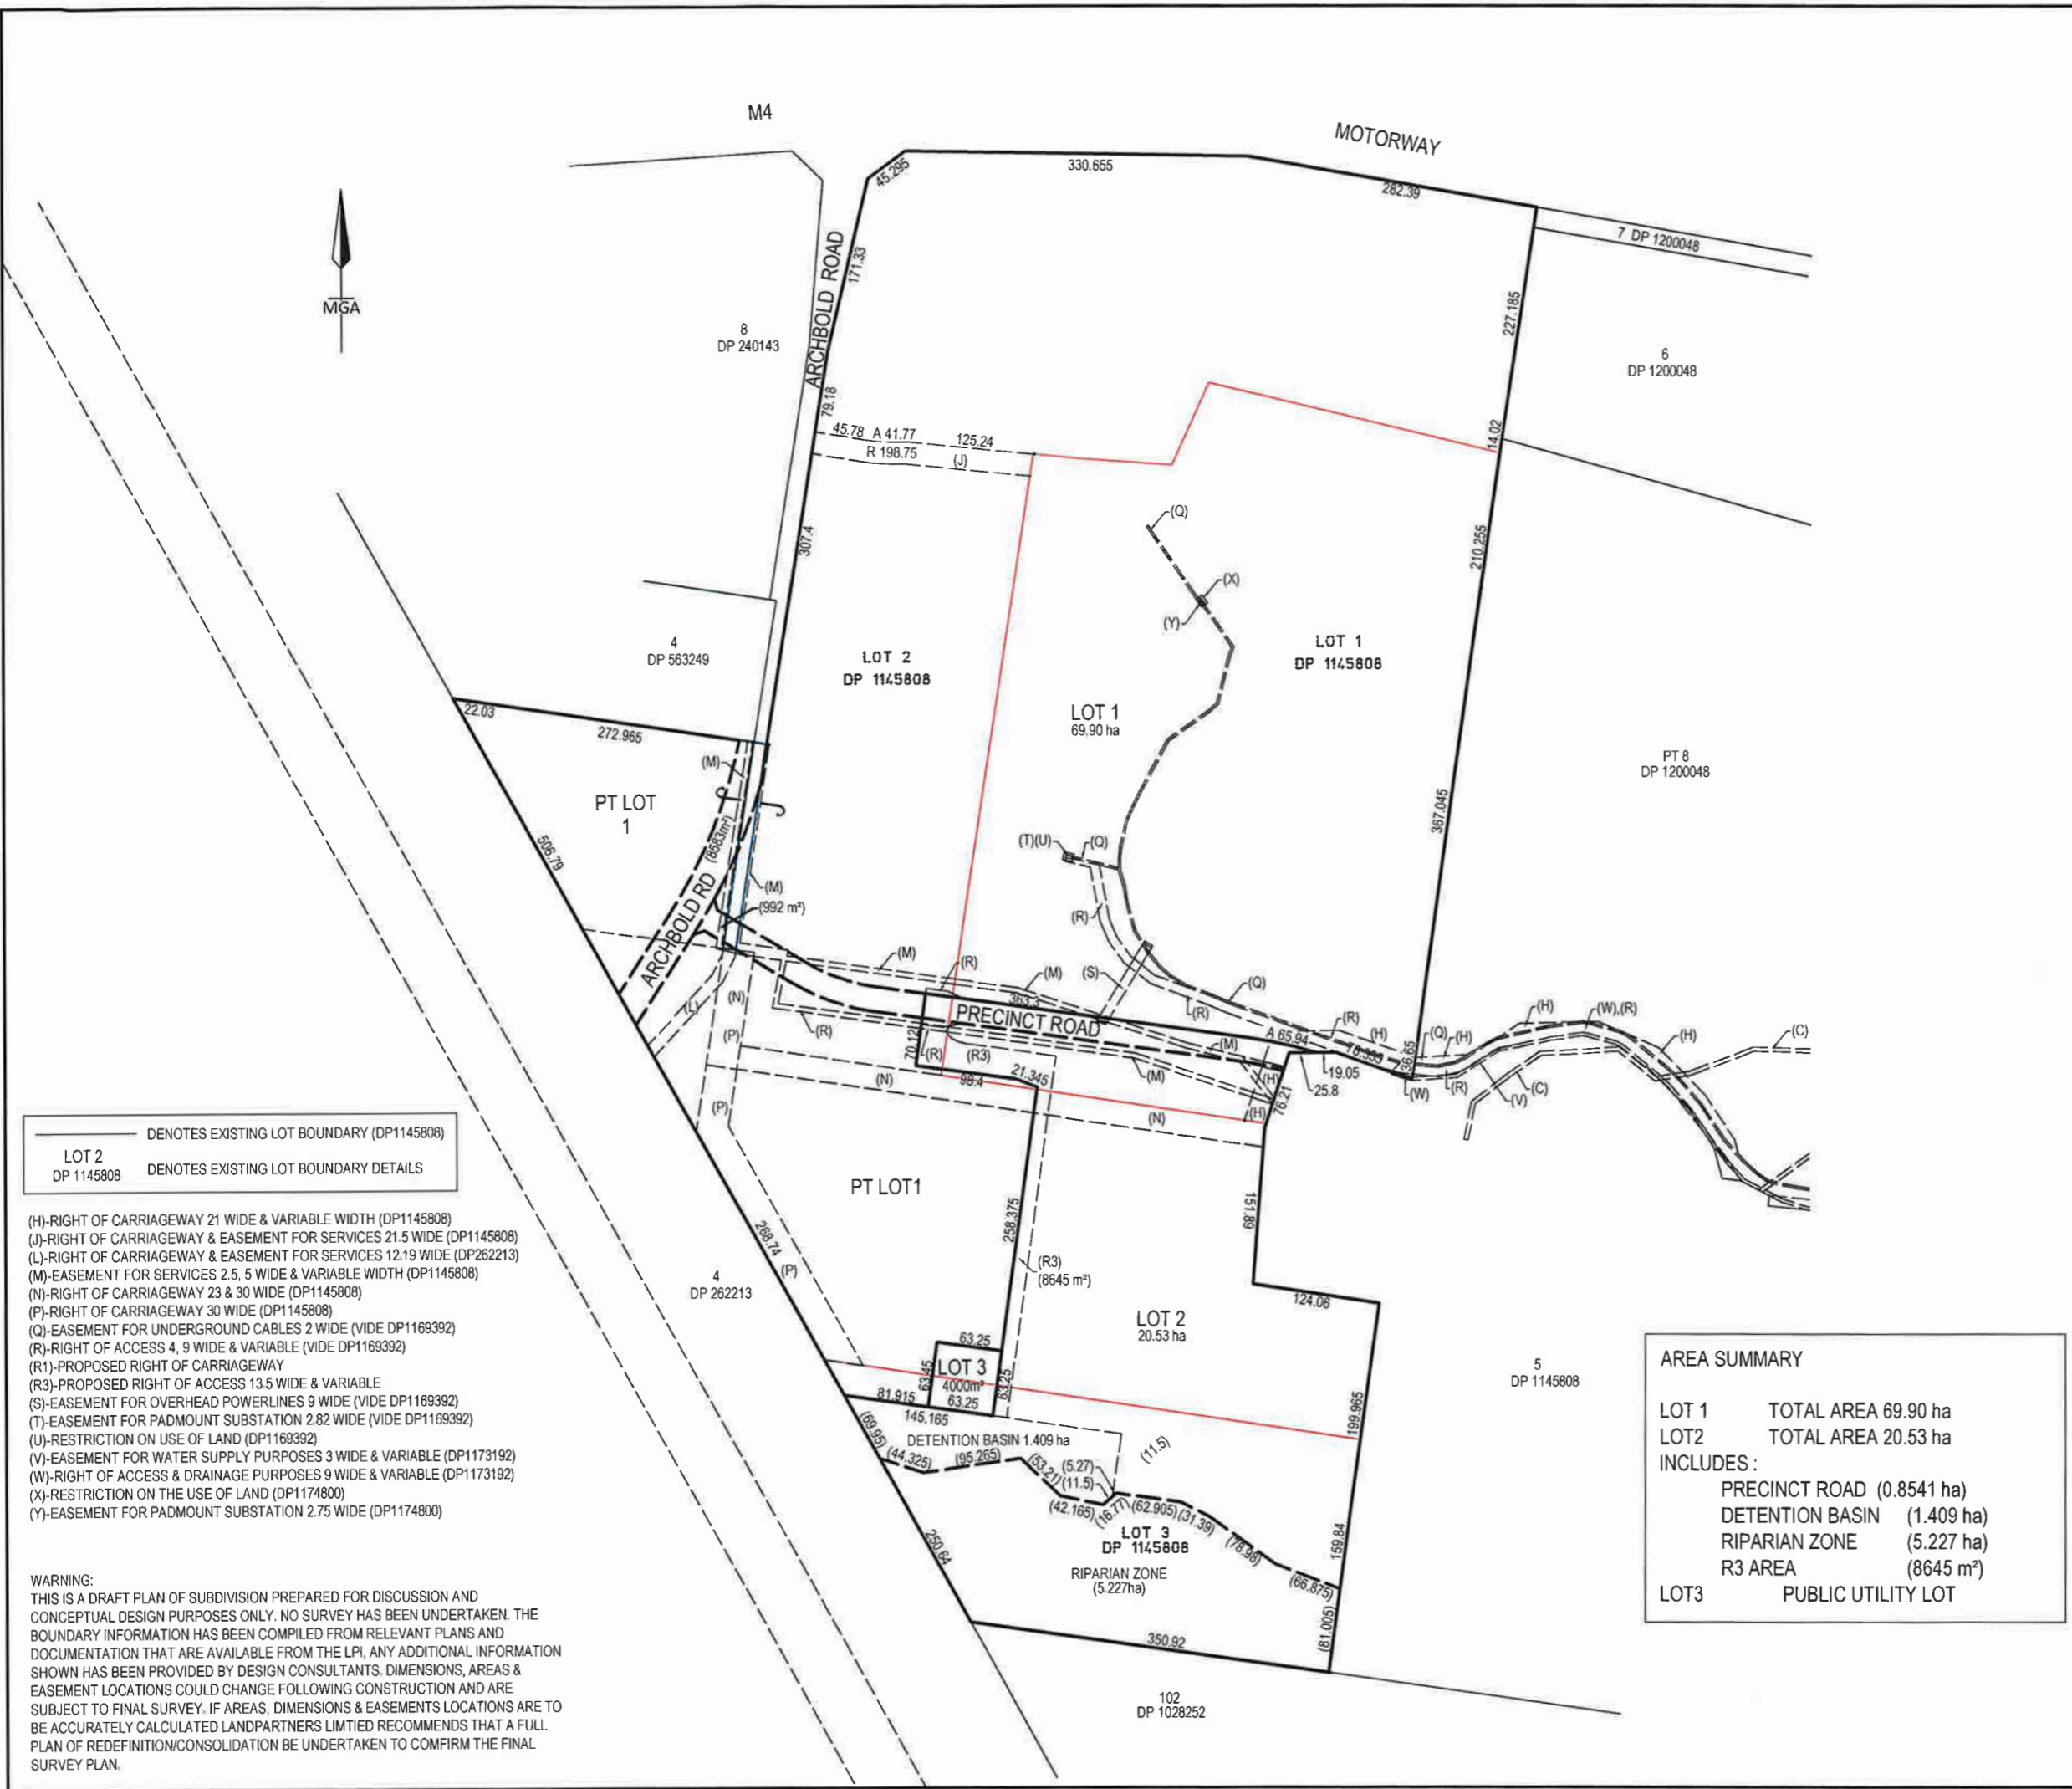 M4
MOTORWAY
45.295
330.655
282.39
7 DP 1200048
MGA
ARCHBOLD ROAD
171.33
227.185
8
DP 240143
6
DP 1200048
79.18
14.02
45.78 A 41.77 125.24
R 198.75 (J)
307.4
210.255
(Q)
(X)
(Y)
4
DP 563249
LOT 2
DP 1145808
LOT 1
DP 1145808
LOT 1
69.90 ha
22.03
272.965
(M)
PT LOT
1
PT 8
DP 1200048
367.045
506.79
(8583m²)
(T)(U)
(Q)
ARCHBOLD RD
(M)
(992 m²)
(R)
(M)
(R)
(M)
(S)
(Q)
363.3
PRECINCT ROAD
(L)
(N)
(P)
(R)
70.12
(R)
(R3)
(R)
A 65.94
(R)
(H)
(M)
(M)
(H)
(H)
(Q)
(H)
(H)
(W),(R)
(H)
(C)
36.65
19.05
25.8
76.21
(W)
(R)
(V)
(C)
98.4
21.345
(N)
(P)
(N)
DENOTES EXISTING LOT BOUNDARY (DP1145808)
LOT 2
DP 1145808
DENOTES EXISTING LOT BOUNDARY DETAILS
PT LOT1
258.375
151.89
(R3)
(8645 m²)
124.06
LOT 2
20.53 ha
268.74
(P)
4
DP 262213
(H)-RIGHT OF CARRIAGEWAY 21 WIDE & VARIABLE WIDTH (DP1145808)
(J)-RIGHT OF CARRIAGEWAY & EASEMENT FOR SERVICES 21.5 WIDE (DP1145808)
(L)-RIGHT OF CARRIAGEWAY & EASEMENT FOR SERVICES 12.19 WIDE (DP262213)
(M)-EASEMENT FOR SERVICES 2.5, 5 WIDE & VARIABLE WIDTH (DP1145808)
(N)-RIGHT OF CARRIAGEWAY 23 & 30 WIDE (DP1145808)
(P)-RIGHT OF CARRIAGEWAY 30 WIDE (DP1145808)
(Q)-EASEMENT FOR UNDERGROUND CABLES 2 WIDE (VIDE DP1169392)
(R)-RIGHT OF ACCESS 4, 9 WIDE & VARIABLE (VIDE DP1169392)
(R1)-PROPOSED RIGHT OF CARRIAGEWAY
(R3)-PROPOSED RIGHT OF ACCESS 13.5 WIDE & VARIABLE
(S)-EASEMENT FOR OVERHEAD POWERLINES 9 WIDE (VIDE DP1169392)
(T)-EASEMENT FOR PADMOUNT SUBSTATION 2.82 WIDE (VIDE DP1169392)
(U)-RESTRICTION ON USE OF LAND (DP1169392)
(V)-EASEMENT FOR WATER SUPPLY PURPOSES 3 WIDE & VARIABLE (DP1173192)
(W)-RIGHT OF ACCESS & DRAINAGE PURPOSES 9 WIDE & VARIABLE (DP1173192)
(X)-RESTRICTION ON THE USE OF LAND (DP1174800)
(Y)-EASEMENT FOR PADMOUNT SUBSTATION 2.75 WIDE (DP1174800)
63.25
63.45
LOT 3
4000m²
63.25
63.25
81.915
145.165
199.965
(69.95)
DETENTION BASIN 1.409 ha
(44.325)
(95.265)
(53.21)
(5.27)
(11.5)
(11.5)
(42.165)
(16.77)
(62.905)
(31.39)
(78.98)
(66.875)
159.84
(81.005)
LOT 3
DP 1145808
RIPARIAN ZONE
(5.227ha)
250.64
350.92
102
DP 1028252
5
DP 1145808
AREA SUMMARY
LOT 1 TOTAL AREA 69.90 ha
LOT2 TOTAL AREA 20.53 ha
INCLUDES :
PRECINCT ROAD (0.8541 ha)
DETENTION BASIN (1.409 ha)
RIPARIAN ZONE (5.227 ha)
R3 AREA (8645 m²)
LOT3 PUBLIC UTILITY LOT
WARNING:
THIS IS A DRAFT PLAN OF SUBDIVISION PREPARED FOR DISCUSSION AND
CONCEPTUAL DESIGN PURPOSES ONLY. NO SURVEY HAS BEEN UNDERTAKEN. THE
BOUNDARY INFORMATION HAS BEEN COMPILED FROM RELEVANT PLANS AND
DOCUMENTATION THAT ARE AVAILABLE FROM THE LPI, ANY ADDITIONAL INFORMATION
SHOWN HAS BEEN PROVIDED BY DESIGN CONSULTANTS. DIMENSIONS, AREAS &
EASEMENT LOCATIONS COULD CHANGE FOLLOWING CONSTRUCTION AND ARE
SUBJECT TO FINAL SURVEY. IF AREAS, DIMENSIONS & EASEMENTS LOCATIONS ARE TO
BE ACCURATELY CALCULATED LANDPARTNERS LIMTIED RECOMMENDS THAT A FULL
PLAN OF REDEFINITION/CONSOLIDATION BE UNDERTAKEN TO COMFIRM THE FINAL
SURVEY PLAN.